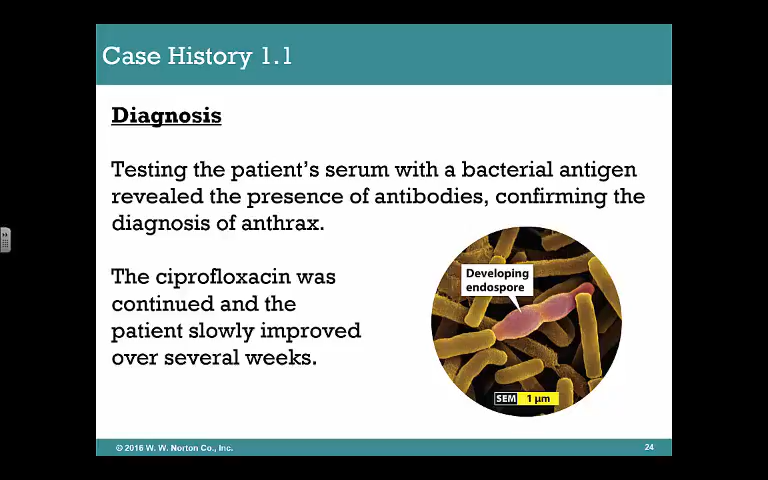 Case History 1.1
Diagnosis
Testing the patient's serum with a bacterial antigen
revealed the presence of antibodies, confirming the
diagnosis of anthrax.
The ciprofloxacin was
continued and the
patient slowly improved
over several weeks.
Developing
endospore
SEM 1 µm
© 2016 W. W. Norton Co., Inc.
24